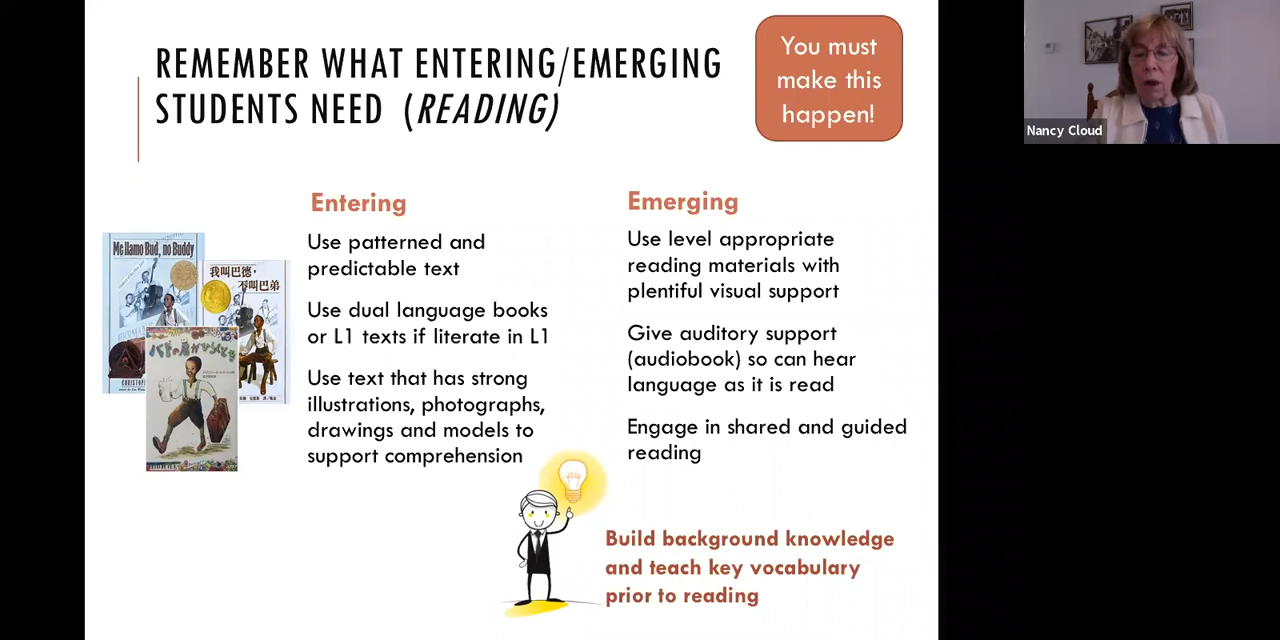 REMEMBER WHAT ENTERING/EMERGING
STUDENTS NEED (READING)
You must
make this
happen!
Nancy Cloud
Entering
Use patterned and
predictable text
Use dual language books
or L1 texts if literate in L1
Use text that has strong
illustrations, photographs,
drawings and models to
support comprehension
Emerging
Use level appropriate
reading materials with
plentiful visual support
Give auditory support
(audiobook) so can hear
language as it is read
Engage in shared and guided
reading
Build background knowledge
and teach key vocabulary
prior to reading
Me llamo Bud, no Buddy
我叫巴德,
不叫巴弟